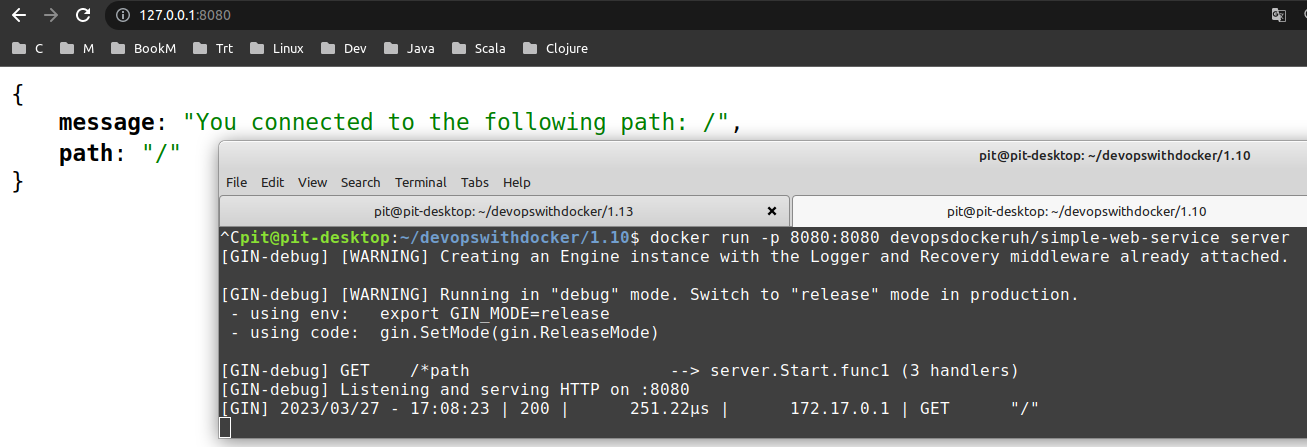 127.0.0.1:8080
C M BookM Trt Linux Dev Java Scala Clojure
{
message: "You connected to the following path: /",
path: "/"
}
pit@pit-desktop: ~/devopswithdocker/1.10
File Edit View Search Terminal Tabs Help
pit@pit-desktop: ~/devopswithdocker/1.13 × pit@pit-desktop: ~/devopswithdocker/1.10
^Cpit@pit-desktop:~/devopswithdocker/1.10$ docker run -p 8080:8080 devopsdockeruh/simple-web-service server
[GIN-debug] [WARNING] Creating an Engine instance with the Logger and Recovery middleware already attached.
[GIN-debug] [WARNING] Running in "debug" mode. Switch to "release" mode in production.
- using env:   export GIN_MODE=release
- using code:  gin.SetMode(gin.ReleaseMode)
[GIN-debug] GET    /*path                    --> server.Start.func1 (3 handlers)
[GIN-debug] Listening and serving HTTP on :8080
[GIN] 2023/03/27 - 17:08:23 | 200 |      251.22µs |      172.17.0.1 | GET      "/"